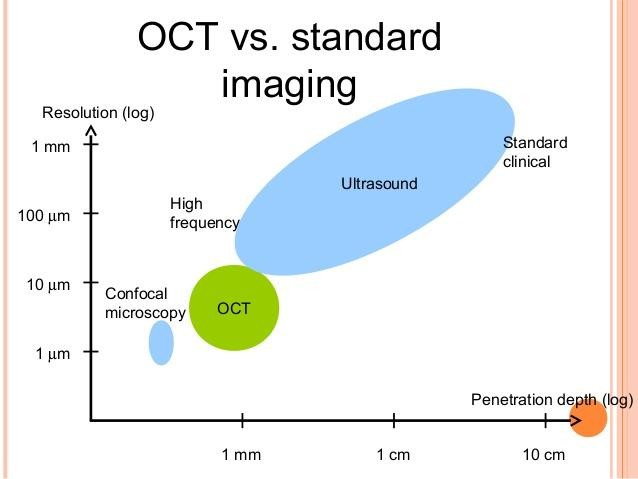 OCT vs. standard
imaging
Resolution (log)
1 mm
Standard
clinical
Ultrasound
High
frequency
100 μm
10 μm
Confocal
microscopy
OCT
1 μm
Penetration depth (log)
1 mm
1 cm
10 cm